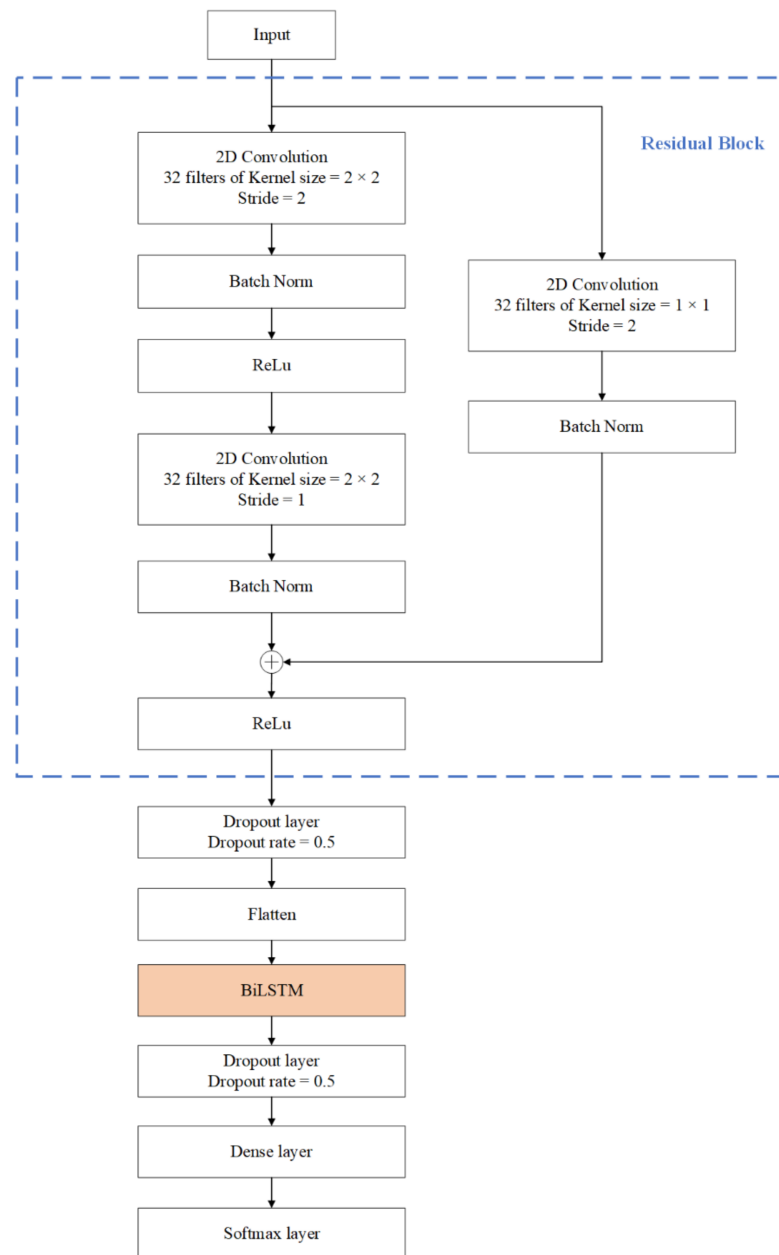 Input
Residual Block
2D Convolution
32 filters of Kernel size = 2 × 2
Stride = 2
Batch Norm
2D Convolution
32 filters of Kernel size = 1 × 1
Stride = 2
ReLu
Batch Norm
2D Convolution
32 filters of Kernel size = 2 × 2
Stride = 1
Batch Norm
ReLu
Dropout layer
Dropout rate = 0.5
Flatten
BiLSTM
Dropout layer
Dropout rate = 0.5
Dense layer
Softmax layer